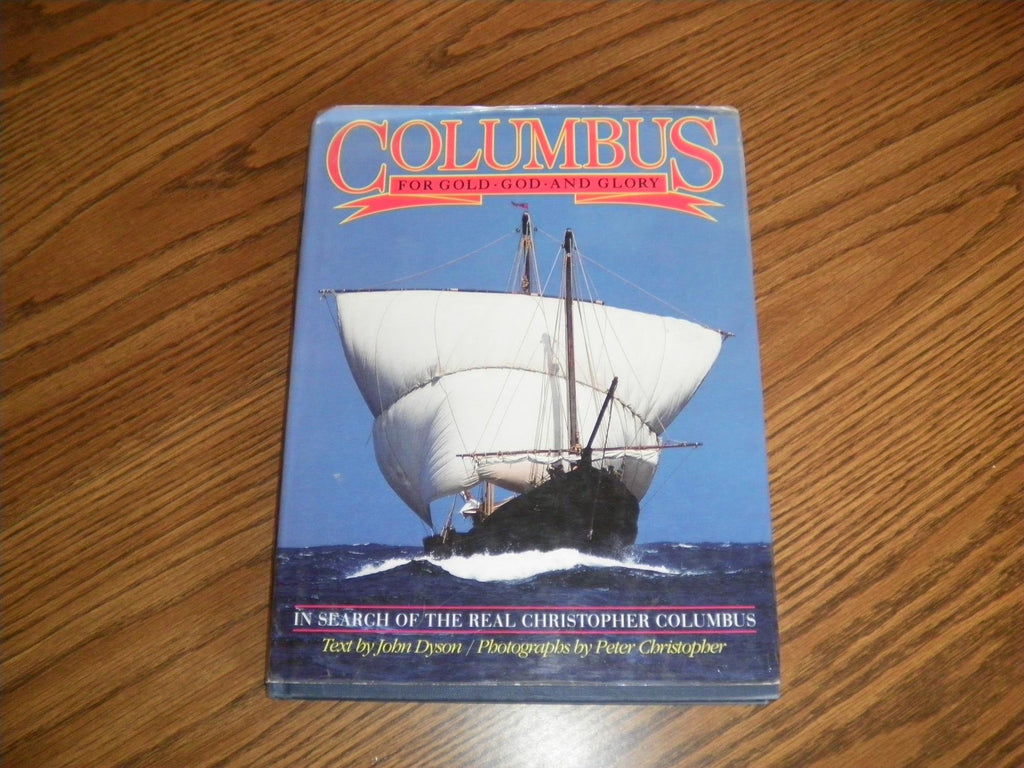 COLUMBUS
FOR GOLD · GOD · AND GLORY
IN SEARCH OF THE REAL CHRISTOPHER COLUMBUS
Text by John Dyson / Photographs by Peter Christopher